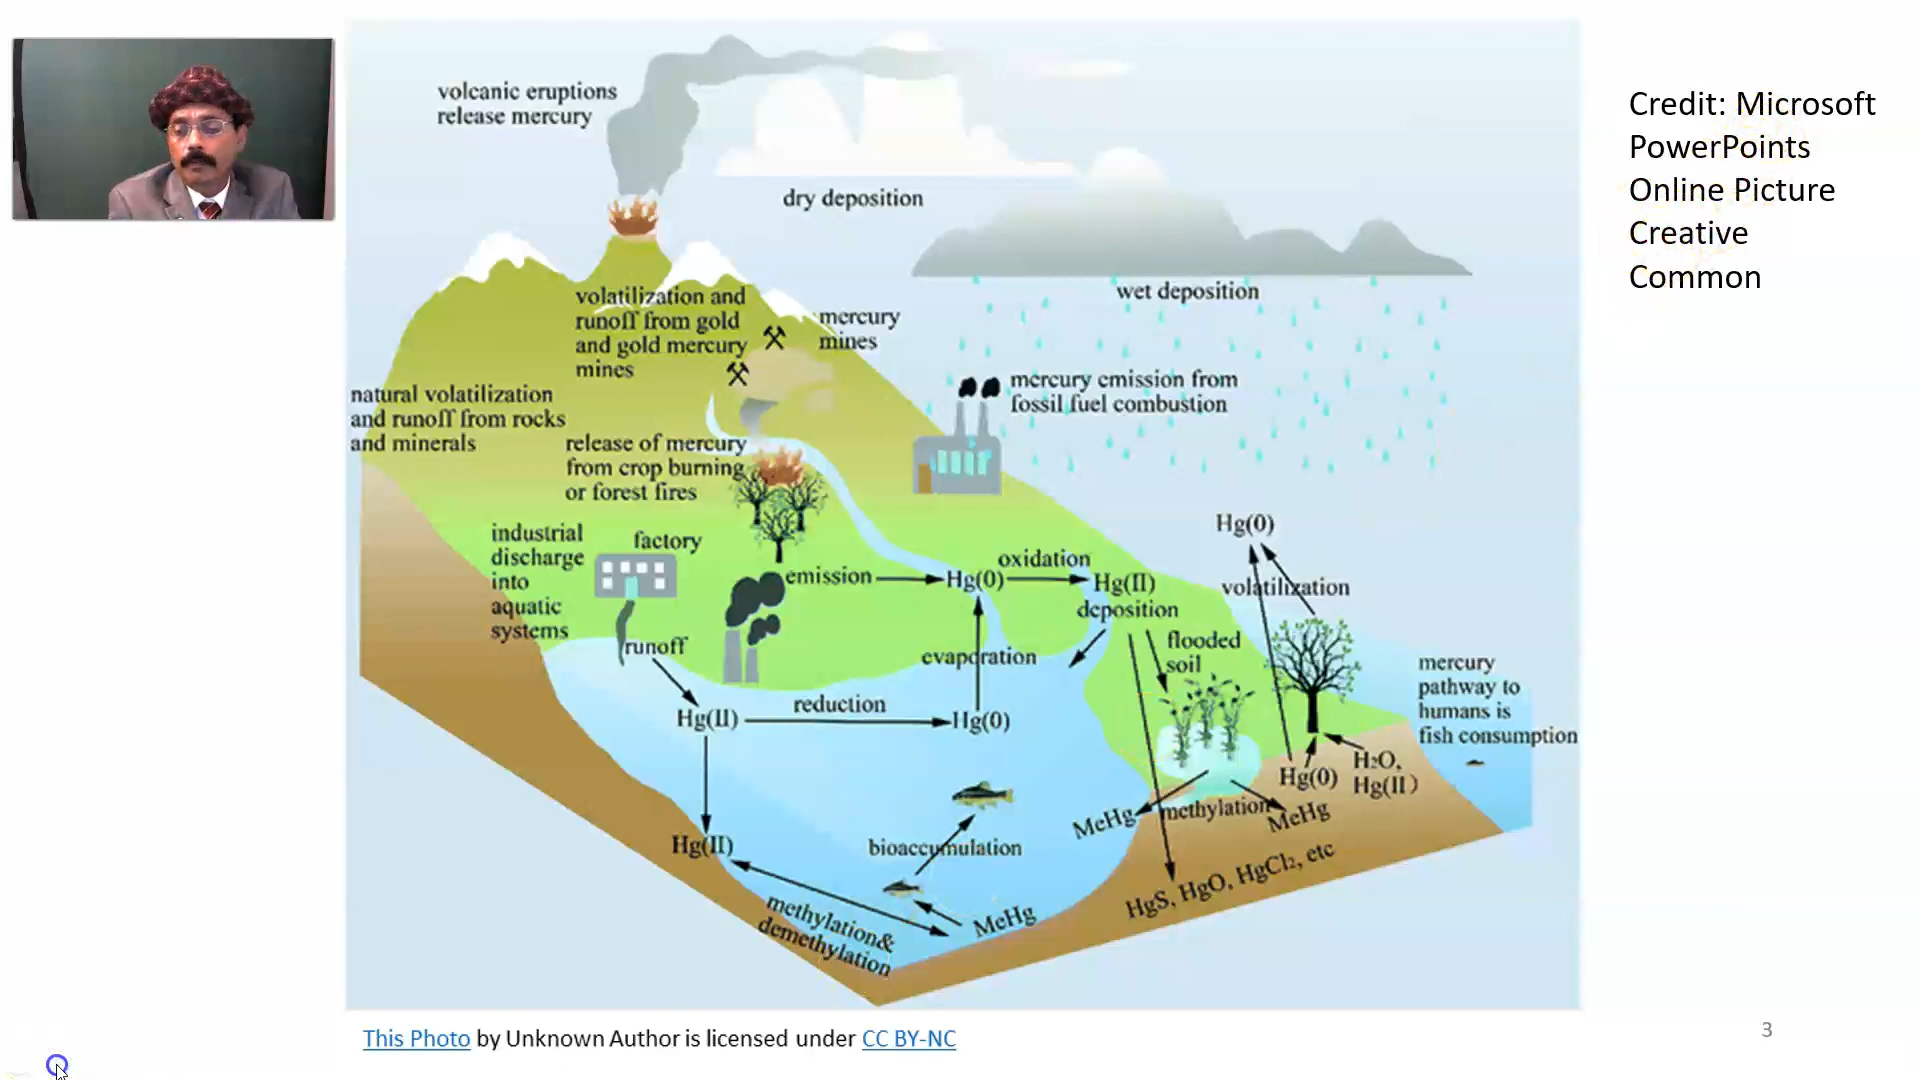 volcanic eruptions
release mercury
Credit: Microsoft
PowerPoints
Online Picture
Creative
Common
dry deposition
wet deposition
volatilization and
runoff from gold
and gold mercury
mines
mercury
mines
natural volatilization
and runoff from rocks
and minerals
mercury emission from
fossil fuel combustion
release of mercury
from crop burning
or forest fires
industrial
discharge
into
aquatic
systems
factory
runoff
emission
Hg(0)
oxidation
Hg(II)
deposition
Hg(0)
volatilization
flooded
soil
evaporation
mercury
pathway to
humans is
fish consumption
Hg(II)
reduction
Hg(0)
Hg(0)
H2O,
Hg(II)
MeHg
methylation
MeHg
Hg(II)
bioaccumulation
HgS, HgO, HgCl2, etc
methylation&
demethylation
MeHg
This Photo by Unknown Author is licensed under CC BY-NC
3